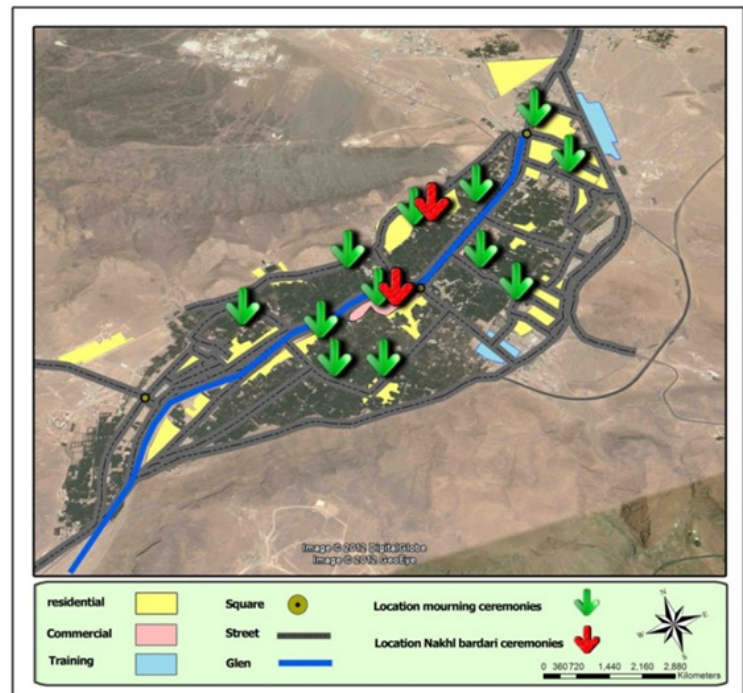 Image © 2012 DigitalGlobe
Image © 2012 GeoEye
residential
Commercial
Training
Square
Street
Glen
Location mourning ceremonies
Location Nakhl bardari ceremonies
N
E
S
W
0 360720 1,440 2,160 2,880
Kilometers